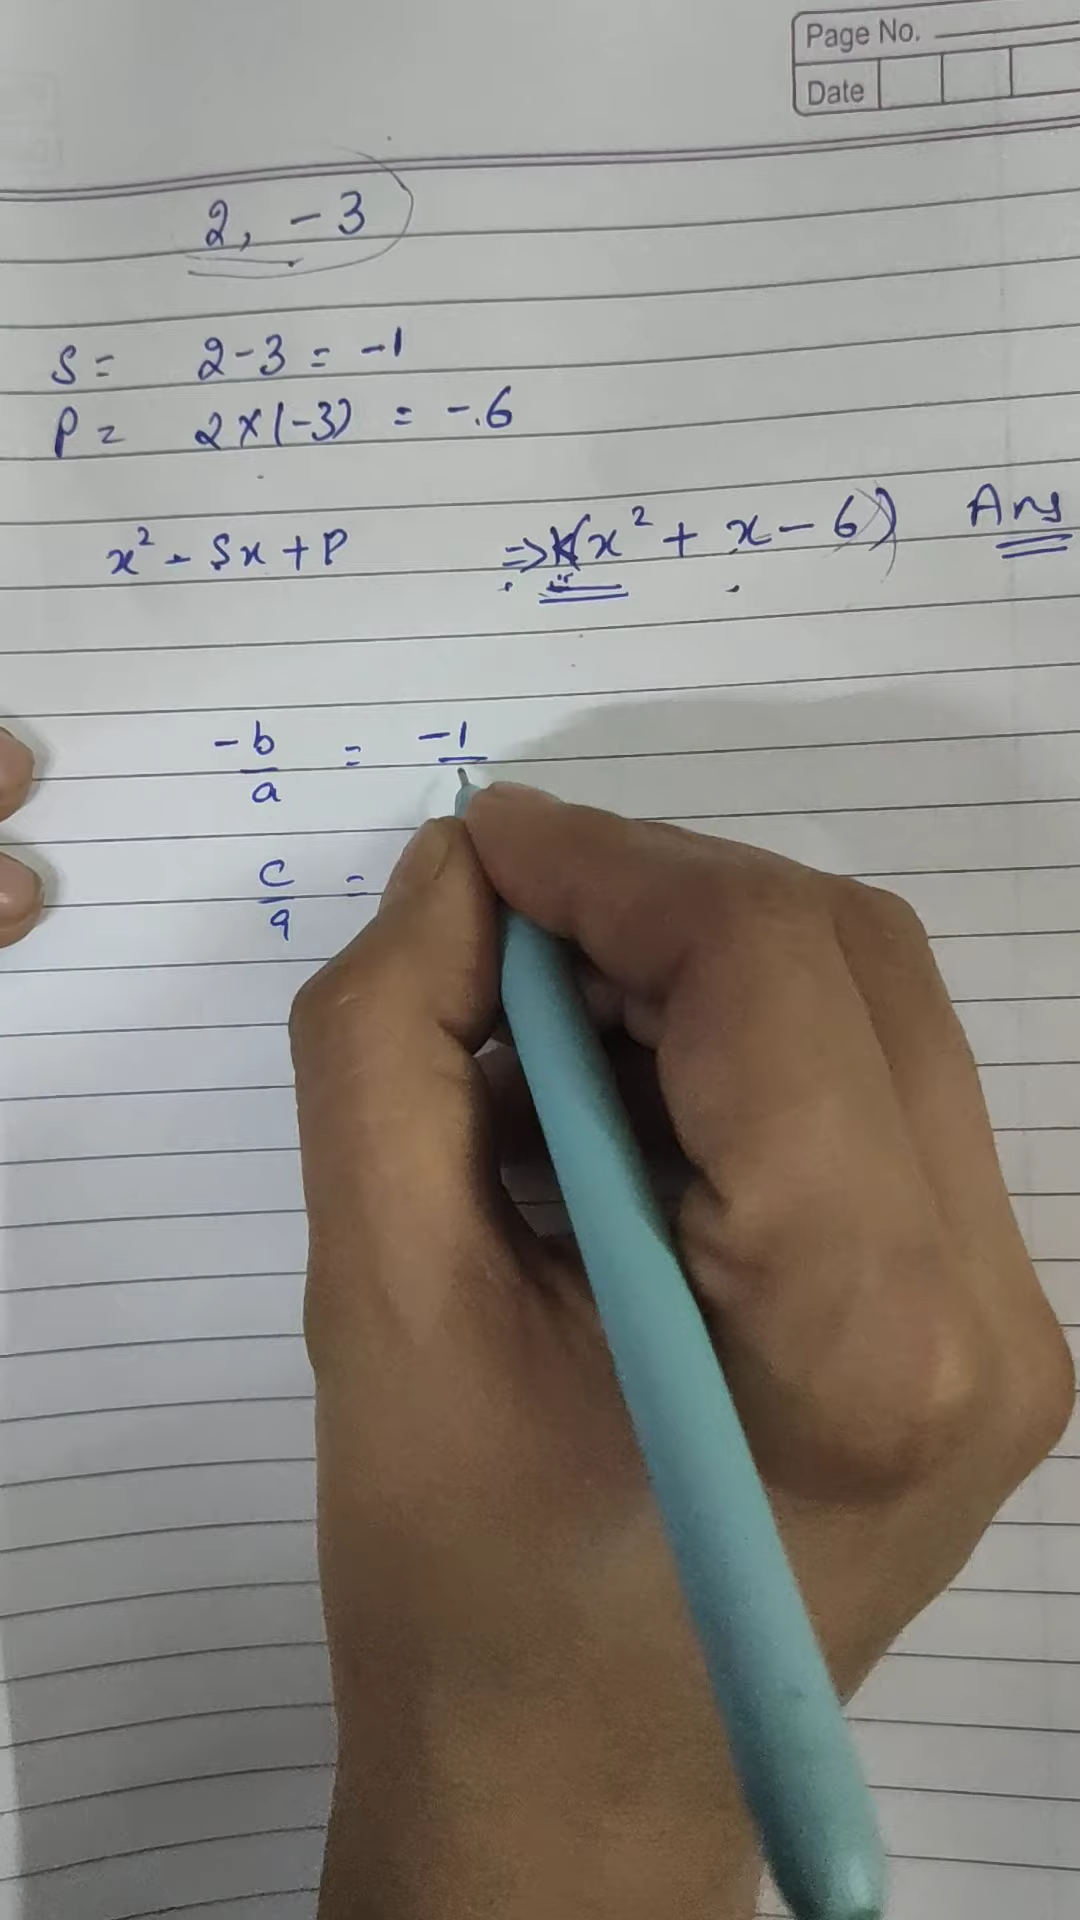 Page No.
Date
2, -3
S = 2-3 = -1
P = 2×(-3) = -6
x² - Sx + P ⇒ K(x² + x - 6) Ans
-b/a = -1/
c/a =